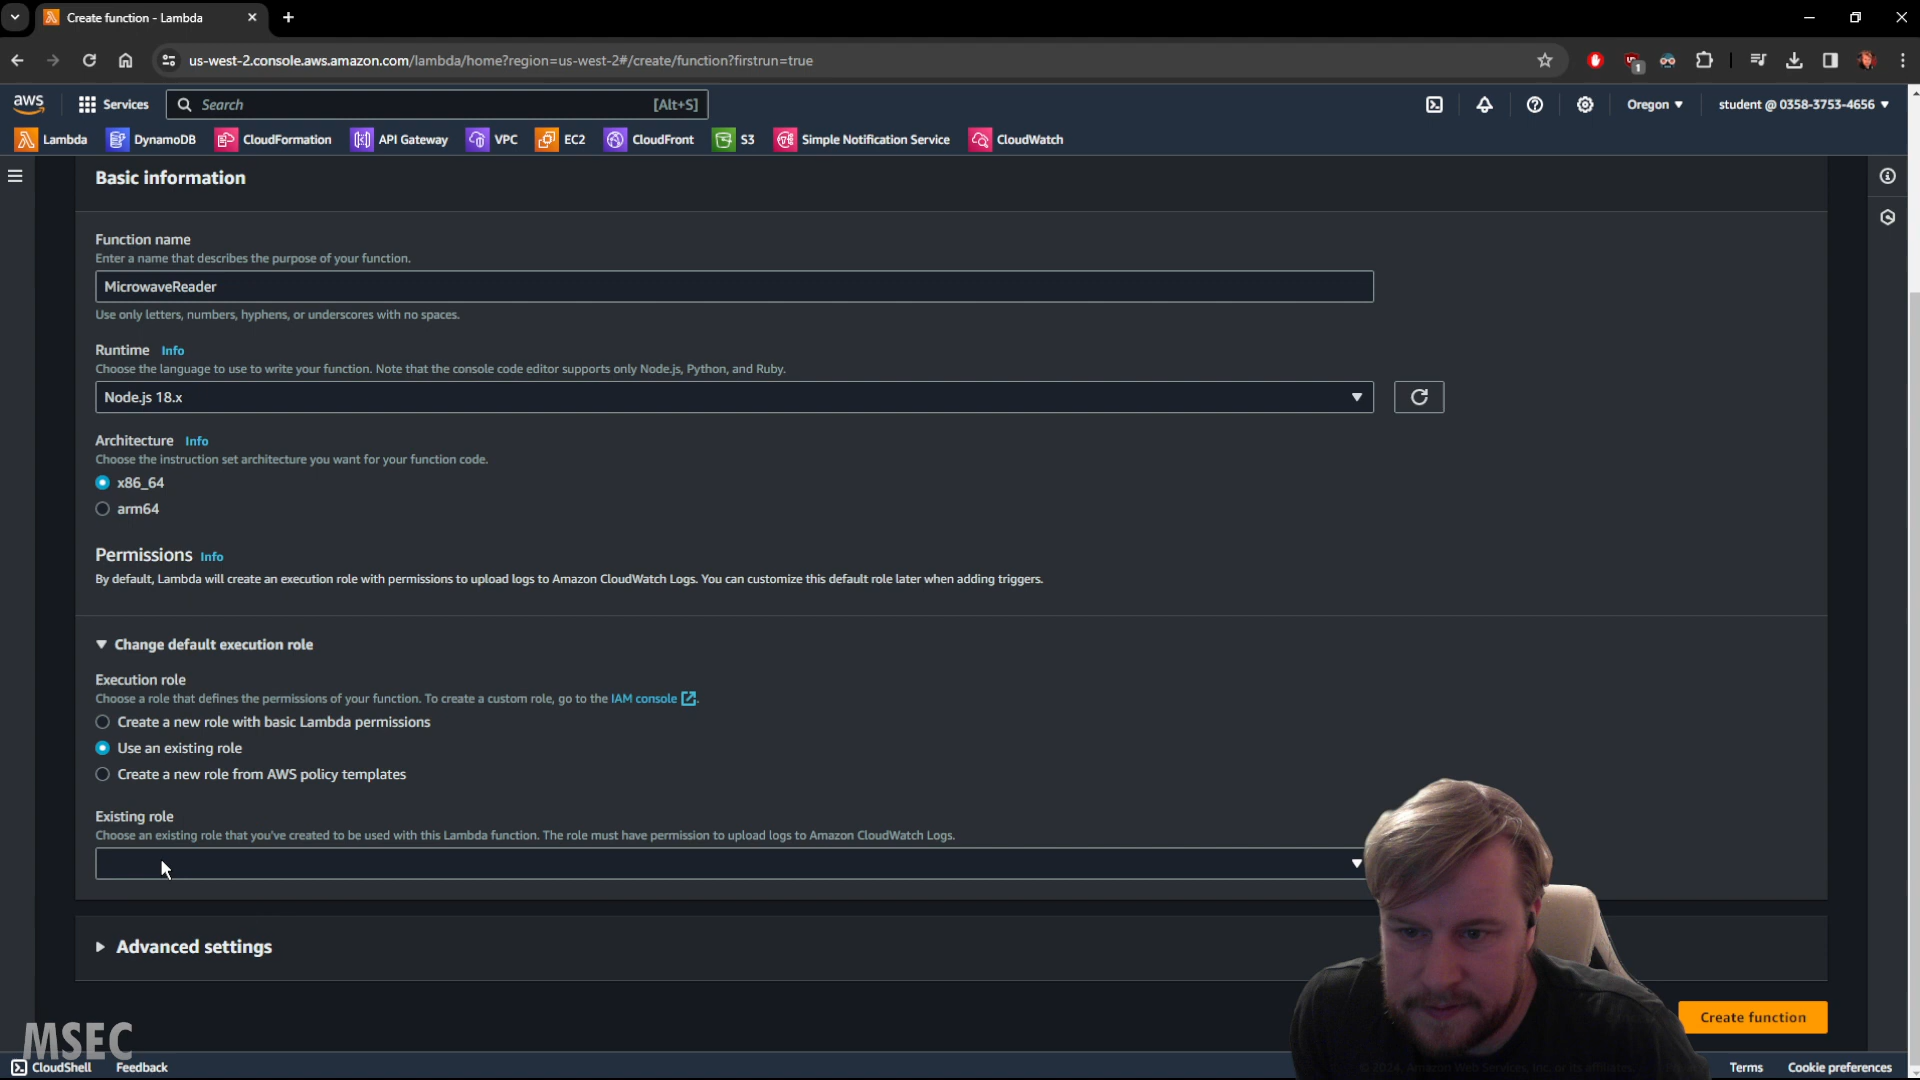 Create function - Lambda
us-west-2.console.aws.amazon.com/lambda/home?region=us-west-2#/create/function?firstrun=true
1
aws
Services
Search
[Alt+S]
Oregon
student @ 0358-3753-4656
Lambda
DynamoDB
CloudFormation
API Gateway
VPC
EC2
CloudFront
S3
Simple Notification Service
CloudWatch
Basic information
Function name
Enter a name that describes the purpose of your function.
MicrowaveReader
Use only letters, numbers, hyphens, or underscores with no spaces.
Runtime Info
Choose the language to use to write your function. Note that the console code editor supports only Node.js, Python, and Ruby.
Node.js 18.x
Architecture Info
Choose the instruction set architecture you want for your function code.
x86_64
arm64
Permissions Info
By default, Lambda will create an execution role with permissions to upload logs to Amazon CloudWatch Logs. You can customize this default role later when adding triggers.
Change default execution role
Execution role
Choose a role that defines the permissions of your function. To create a custom role, go to the IAM console.
Create a new role with basic Lambda permissions
Use an existing role
Create a new role from AWS policy templates
Existing role
Choose an existing role that you've created to be used with this Lambda function. The role must have permission to upload logs to Amazon CloudWatch Logs.
Advanced settings
Create function
MSEC
CloudShell
Feedback
© 2024, Amazon Web Services, Inc. or its affiliates.
Terms
Cookie preferences